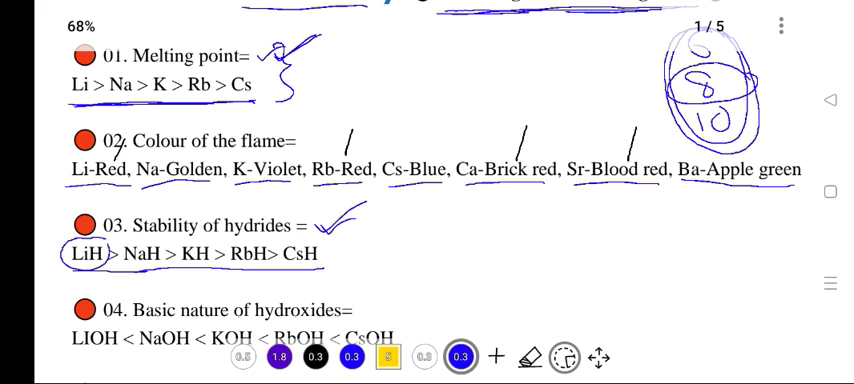 68%
1 / 5
01. Melting point=
Li > Na > K > Rb > Cs
8
10
02. Colour of the flame=
Li-Red, Na-Golden, K-Violet, Rb-Red, Cs-Blue, Ca-Brick red, Sr-Blood red, Ba-Apple green
03. Stability of hydrides =
LiH > NaH > KH > RbH> CsH
04. Basic nature of hydroxides=
LIOH < NaOH < KOH < RbOH < CsOH
0.5 1.8 0.3 0.3 5 0.3 0.3